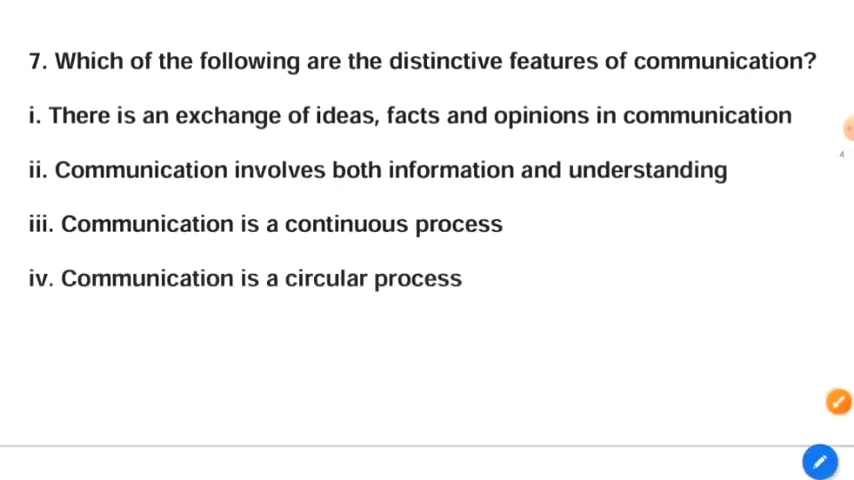 7. Which of the following are the distinctive features of communication?
i. There is an exchange of ideas, facts and opinions in communication
ii. Communication involves both information and understanding
iii. Communication is a continuous process
iv. Communication is a circular process
4